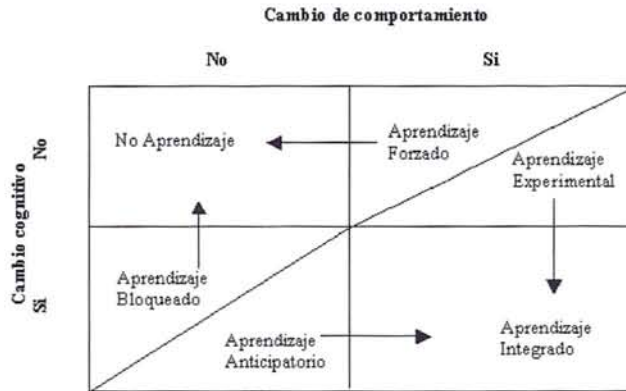 Cambio de comportamiento
No
Si
Cambio cognitivo
No
Si
No Aprendizaje
Aprendizaje
Forzado
Aprendizaje
Experimental
Aprendizaje
Bloqueado
Aprendizaje
Anticipatorio
Aprendizaje
Integrado